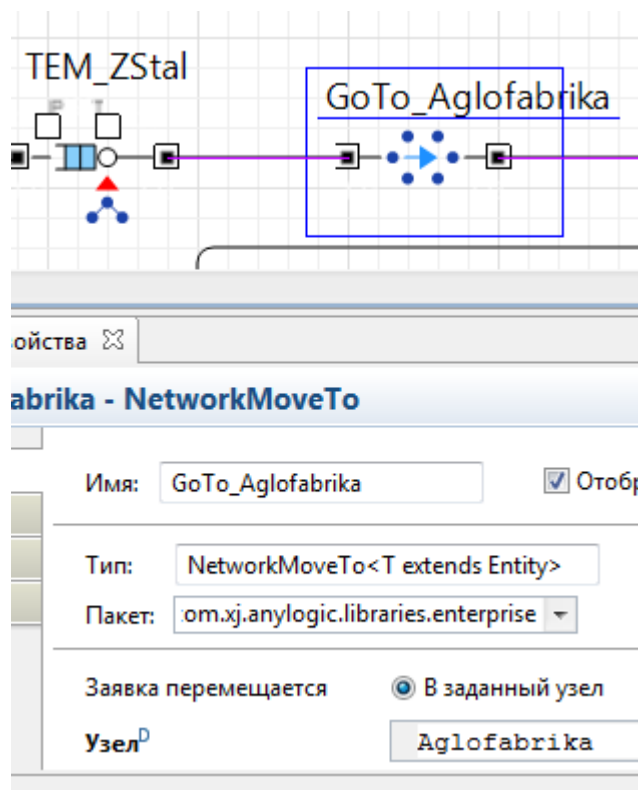 TEM_ZStal
GoTo_Aglofabrika
ойства
abrika - NetworkMoveTo
Имя: GoTo_Aglofabrika Отобр
Тип: NetworkMoveTo<T extends Entity>
Пакет: om.xj.anylogic.libraries.enterprise
Заявка перемещается В заданный узел
Узел D Aglofabrika